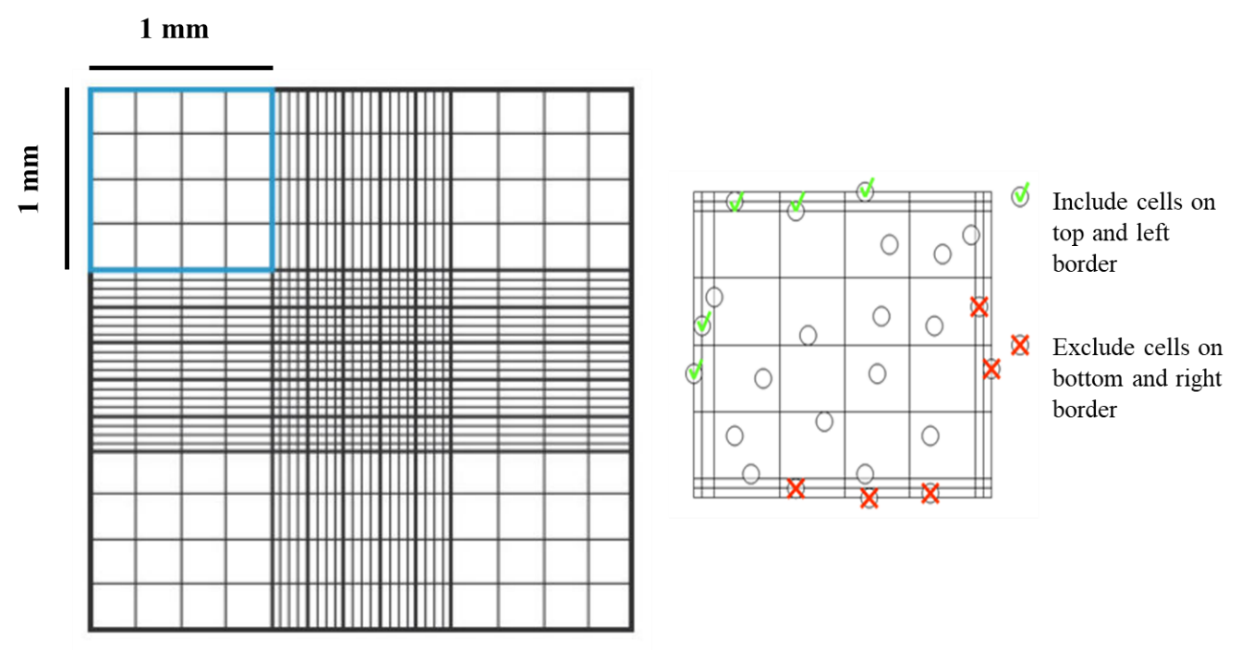 1 mm
1 mm
Include cells on
top and left
border
Exclude cells on
bottom and right
border